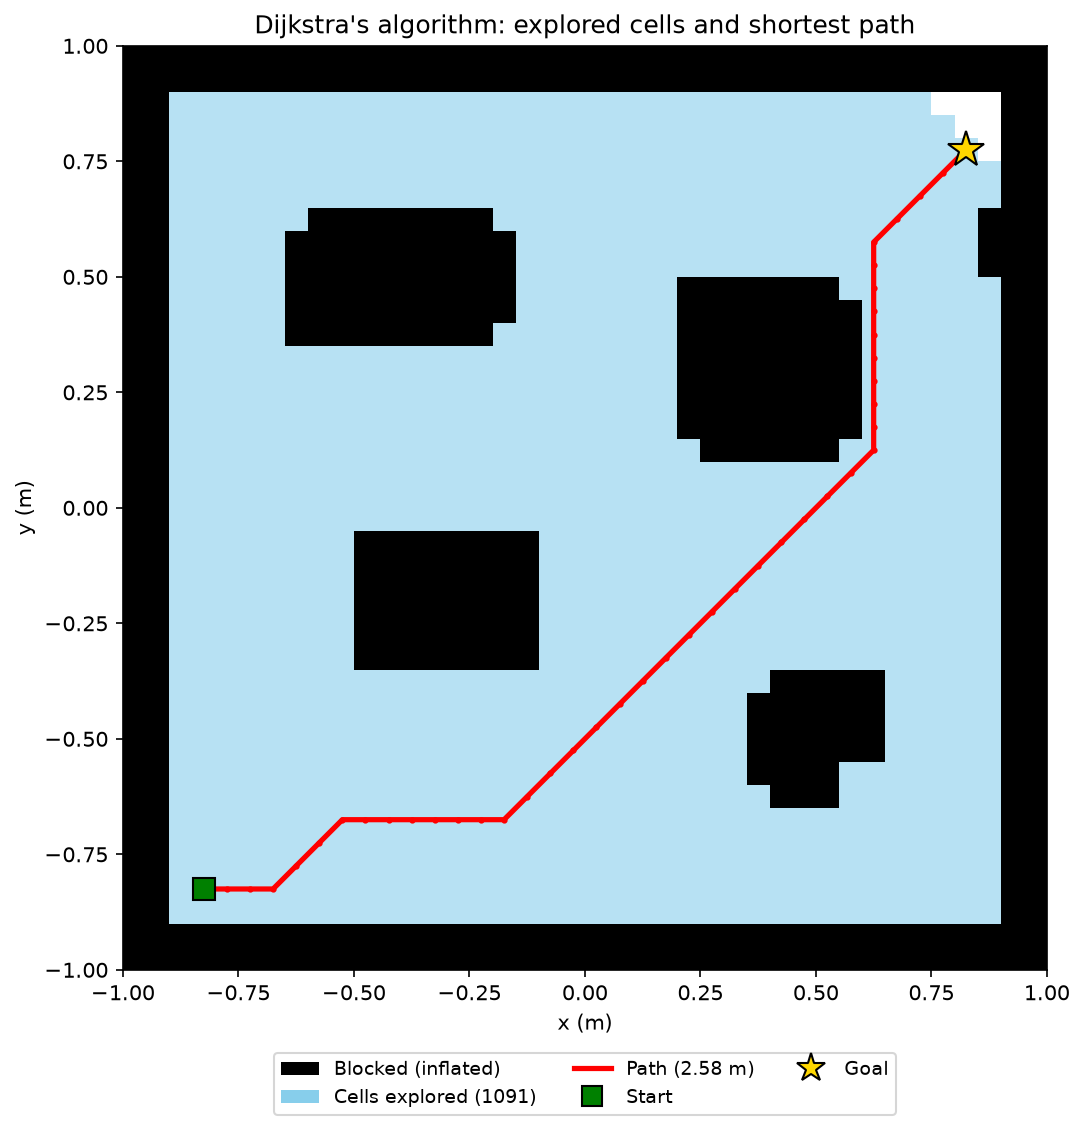 Dijkstra's algorithm: explored cells and shortest path
1.00
0.75
0.50
0.25
0.00
−0.25
−0.50
−0.75
−1.00
y (m)
−1.00 −0.75 −0.50 −0.25 0.00 0.25 0.50 0.75 1.00
x (m)
Blocked (inflated) Path (2.58 m) Goal
Cells explored (1091) Start